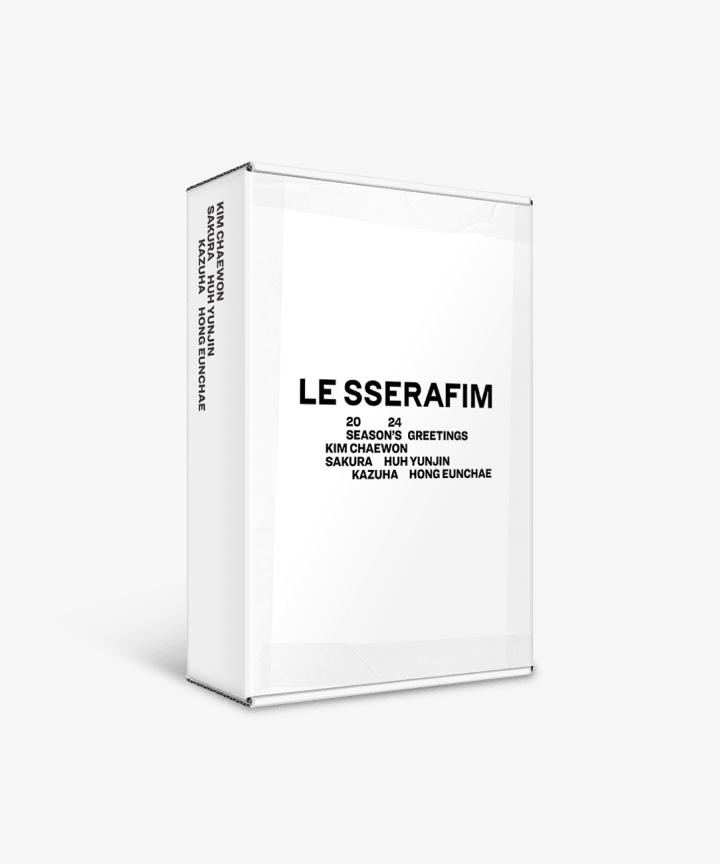 KIM CHAEWON
SAKURA HUH YUNJIN
KAZUHA HONG EUNCHAE
LE SSERAFIM
20 24
SEASON'S GREETINGS
KIM CHAEWON
SAKURA HUH YUNJIN
KAZUHA HONG EUNCHAE